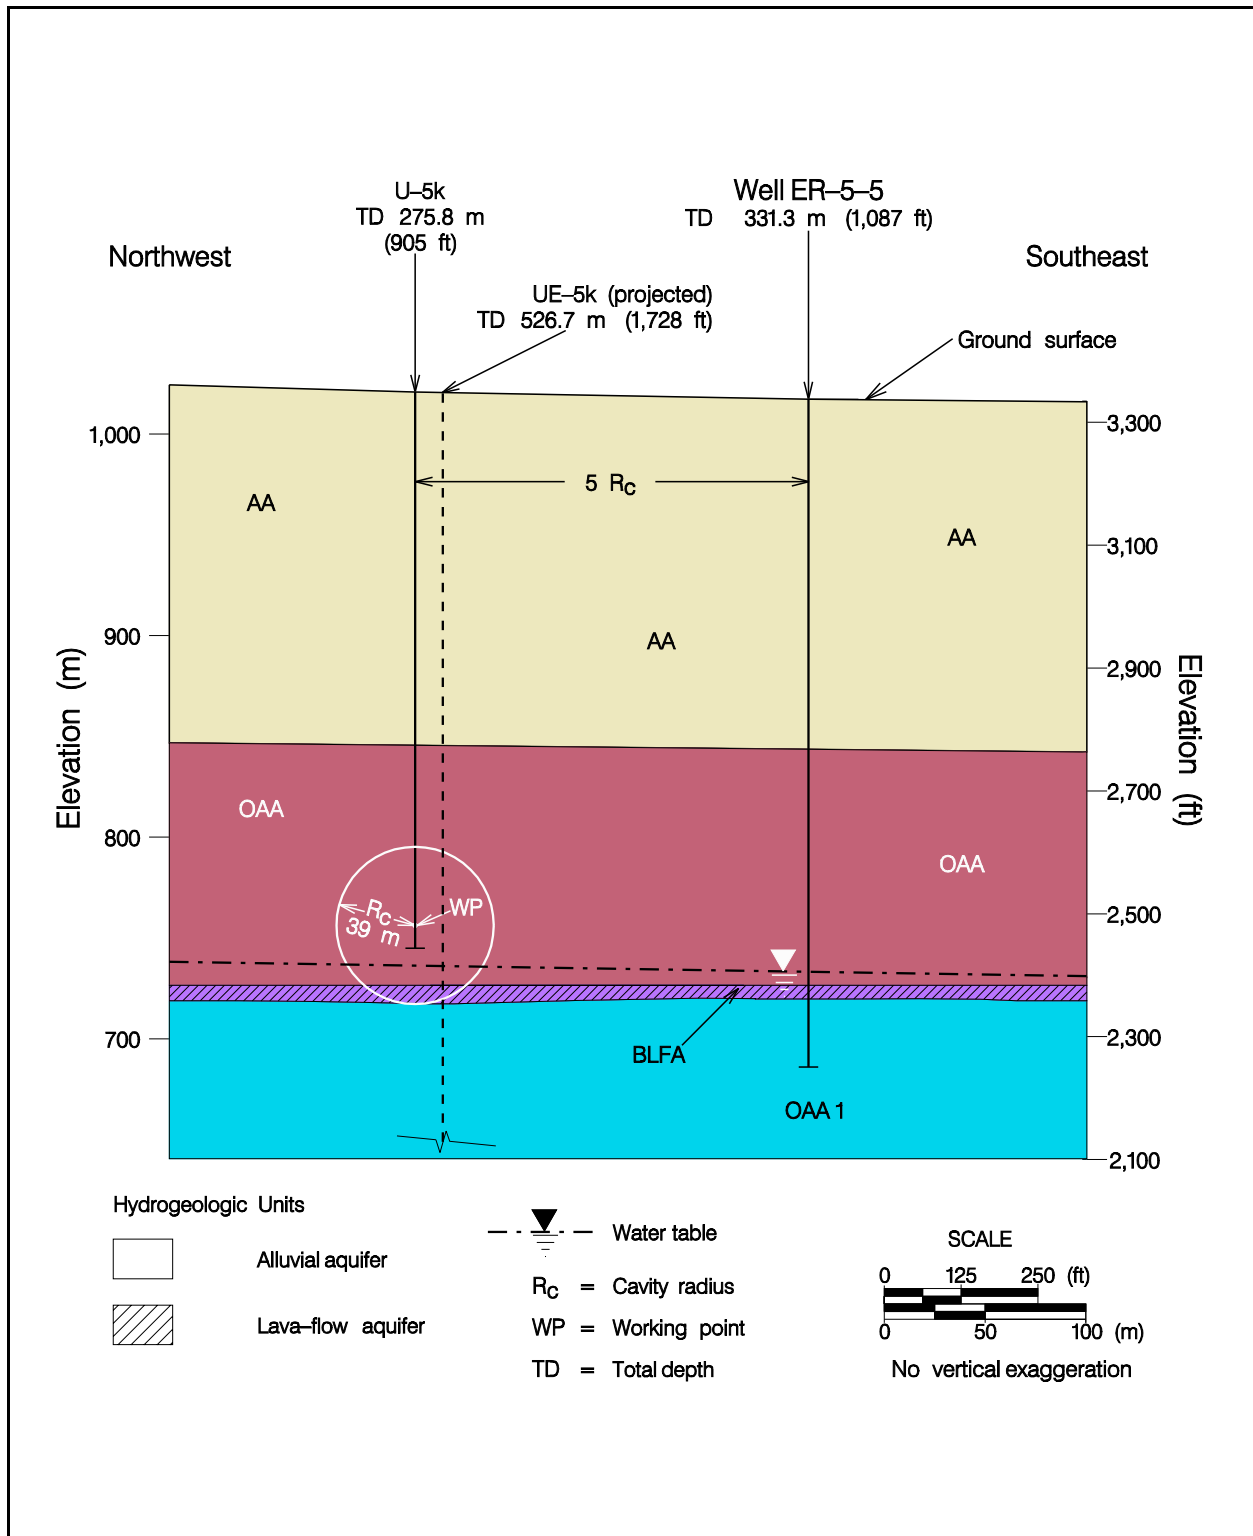 U–5k
TD 275.8 m
(905 ft)
Well ER–5–5
TD 331.3 m (1,087 ft)
Northwest
Southeast
UE–5k (projected)
TD 526.7 m (1,728 ft)
Ground surface
1,000
900
800
700
Elevation (m)
3,300
3,100
2,900
2,700
2,500
2,300
2,100
Elevation (ft)
5 Rc
AA
AA
AA
OAA
OAA
Rc
39 m
WP
BLFA
OAA 1
Hydrogeologic Units
Alluvial aquifer
Lava–flow aquifer
Water table
Rc = Cavity radius
WP = Working point
TD = Total depth
SCALE
0 125 250 (ft)
0 50 100 (m)
No vertical exaggeration